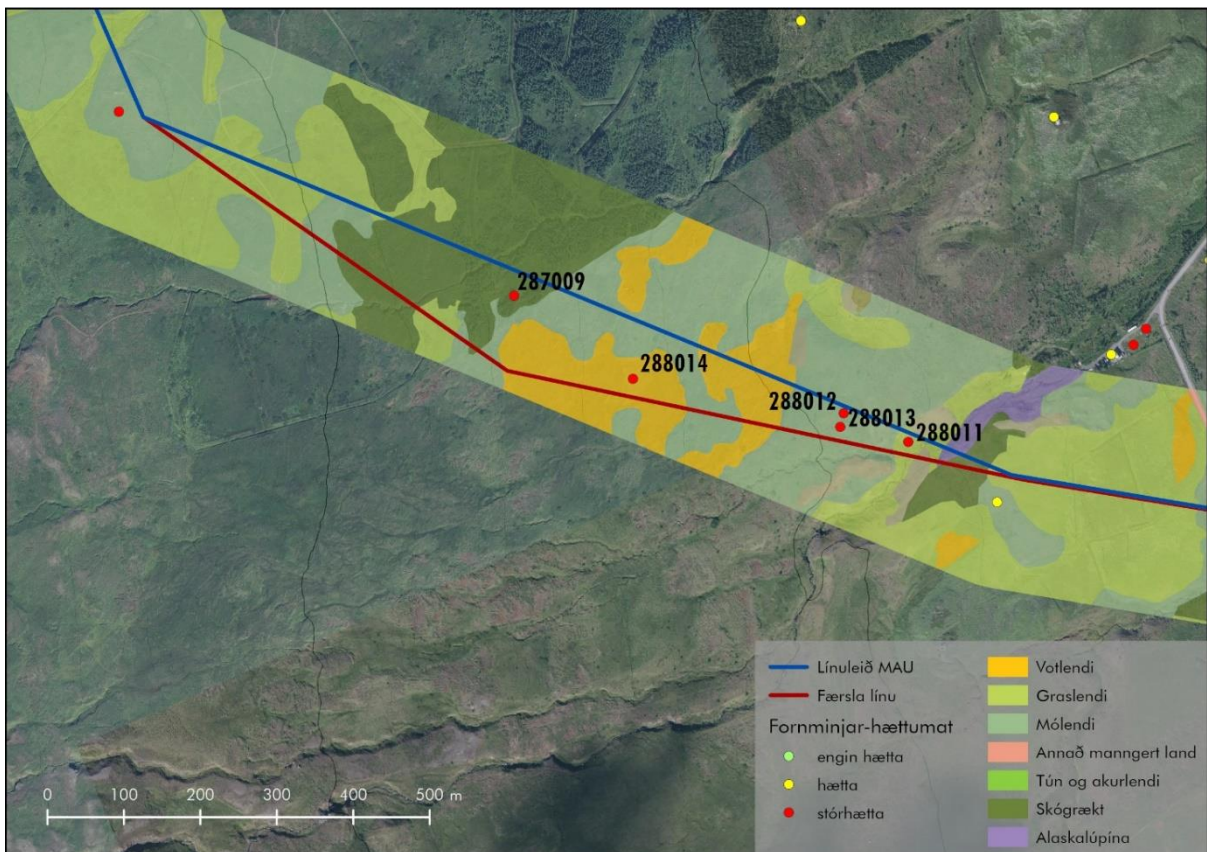 287009
288014
288012
288013
288011
Línuleið MAU
Færsla línu
Fornminjar-hættumat
engin hætta
hætta
stórhætta
Votlendi
Graslendi
Mólendi
Annað manngert land
Tún og akurlendi
Skógrækt
Alaskalúpína
0 100 200 300 400 500 m